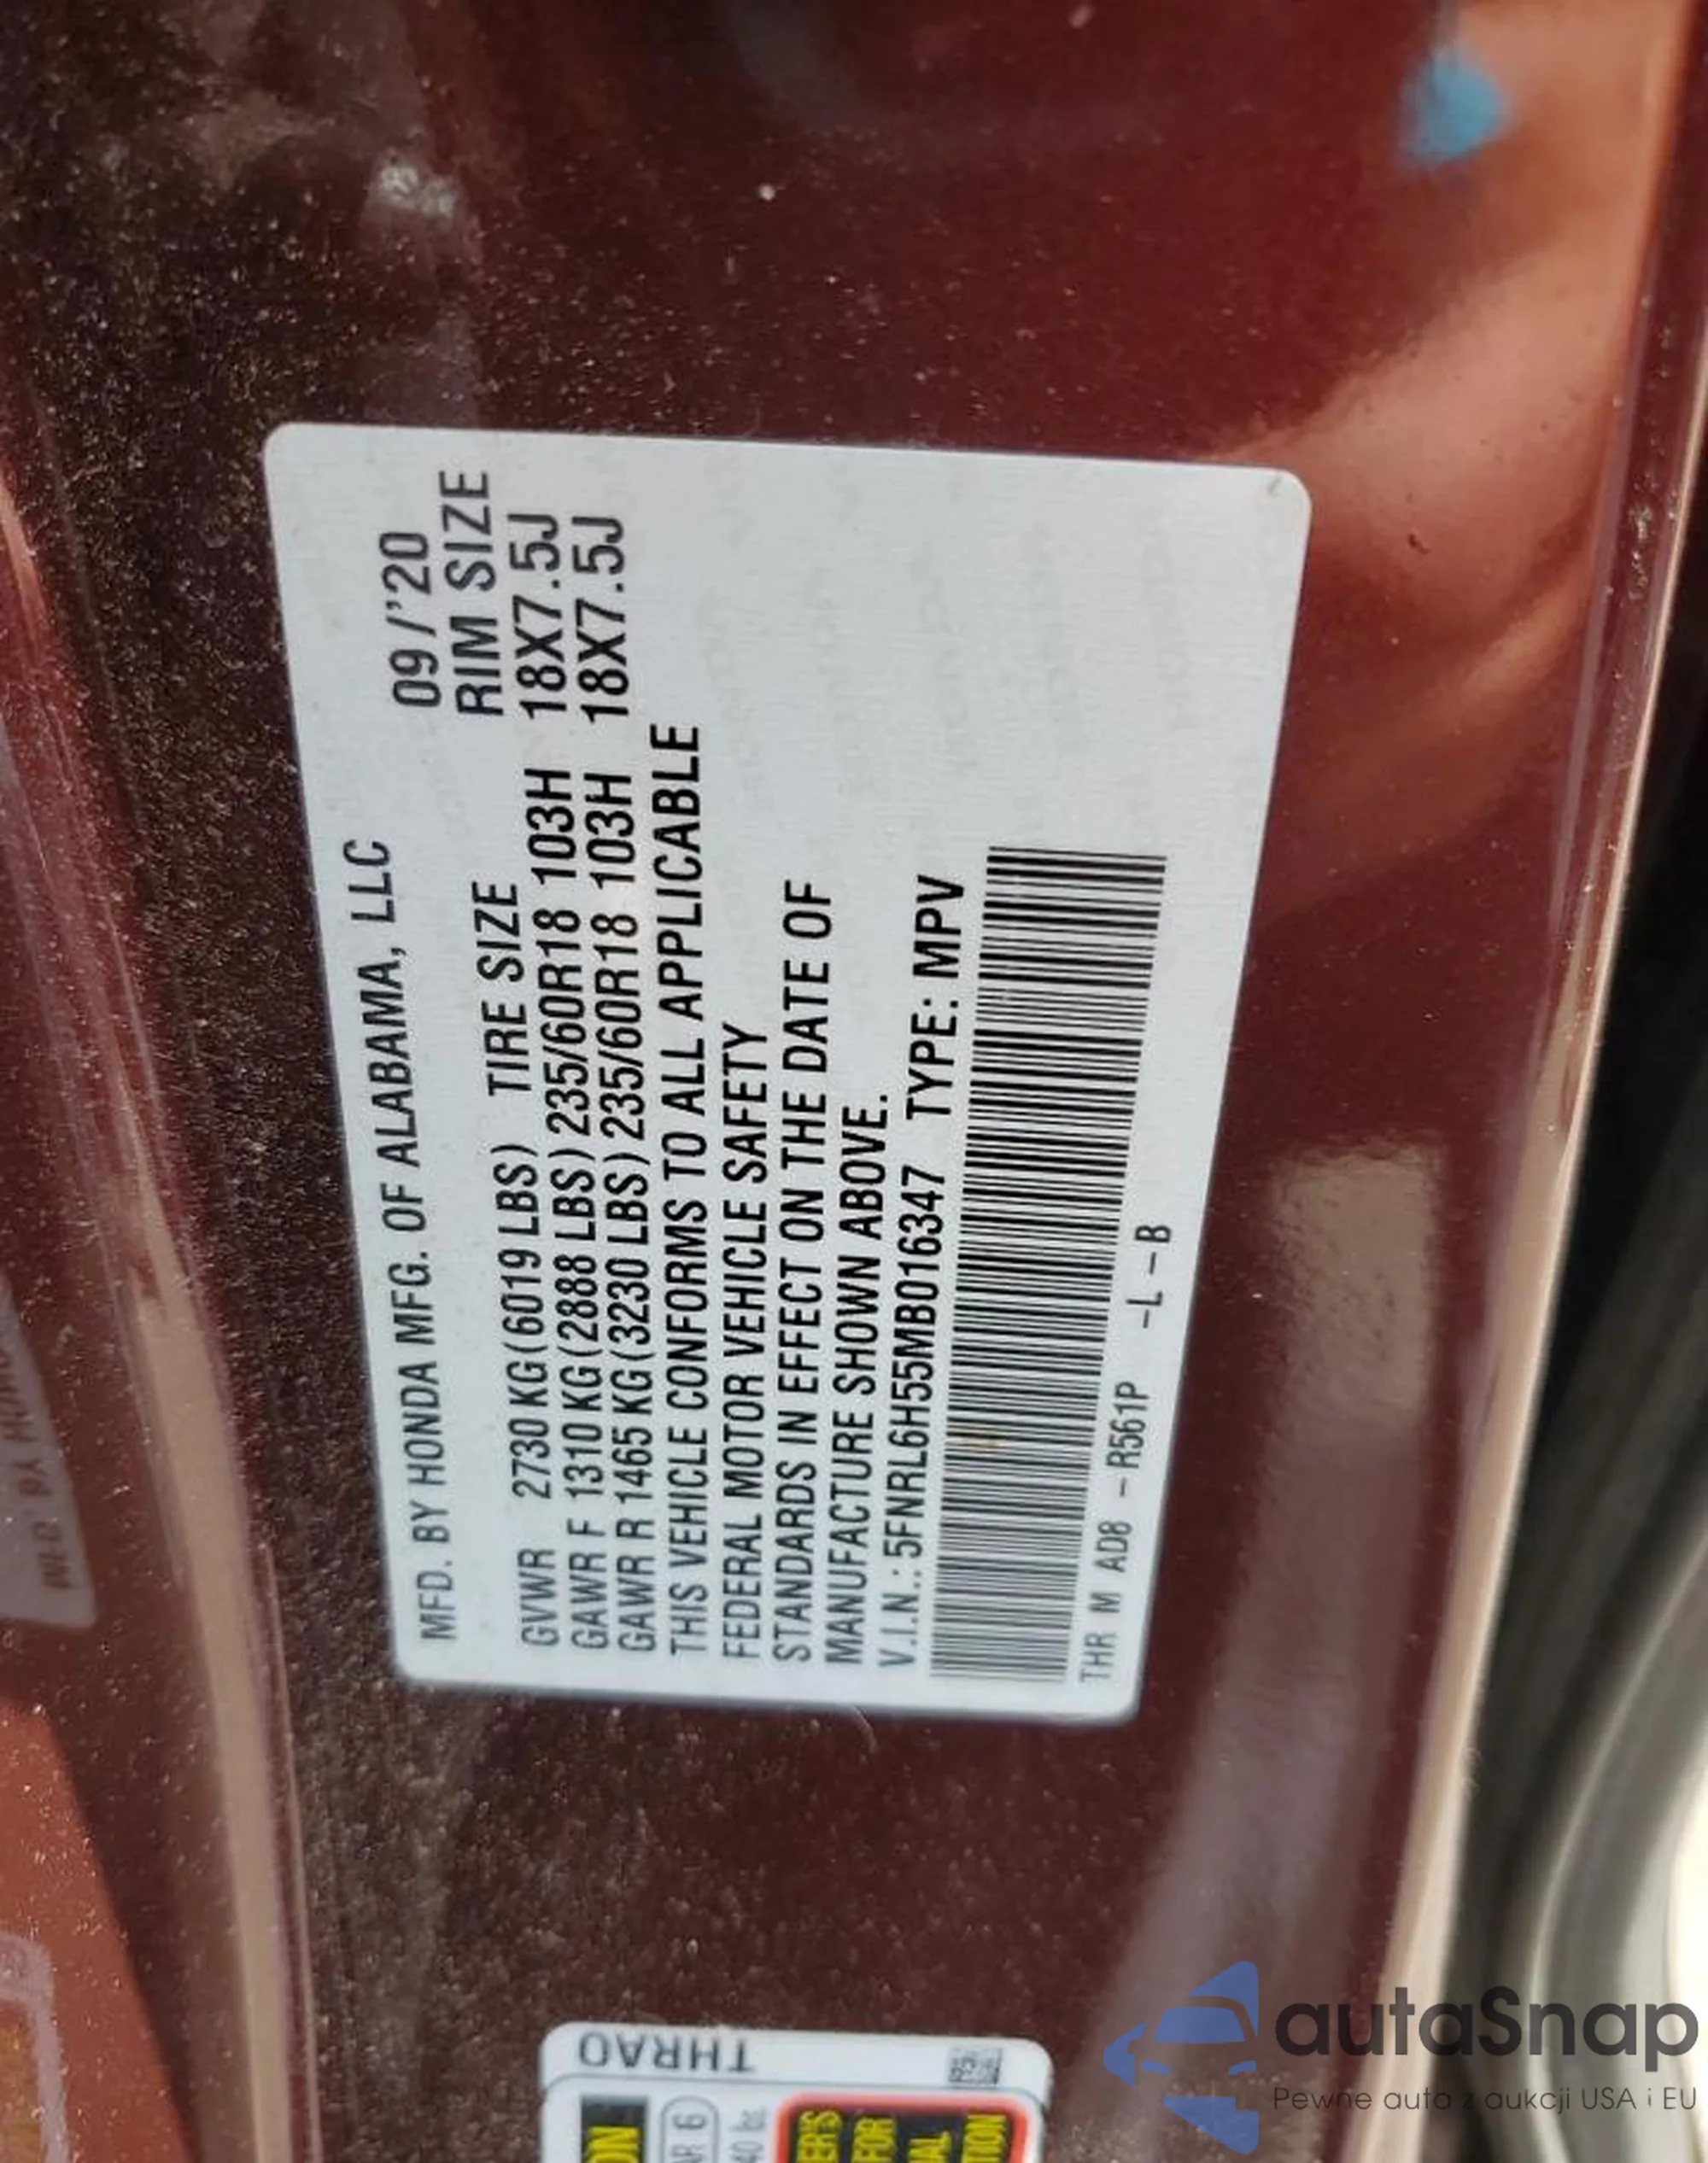 MFD. BY HONDA MFG. OF ALABAMA, LLC
09/'20
GVWR 2730 KG(6019 LBS) TIRE SIZE RIM SIZE
GAWR F 1310 KG(2888 LBS) 235/60R18 103H 18X7.5J
GAWR R 1465 KG(3230 LBS) 235/60R18 103H 18X7.5J
THIS VEHICLE CONFORMS TO ALL APPLICABLE
FEDERAL MOTOR VEHICLE SAFETY
STANDARDS IN EFFECT ON THE DATE OF
MANUFACTURE SHOWN ABOVE.
V.I.N.: 5FNRL6H55MB016347 TYPE: MPV
THR M AD8 - R561P -L-B
THRA0
autaSnap
Pewne auta z aukcji USA i EU